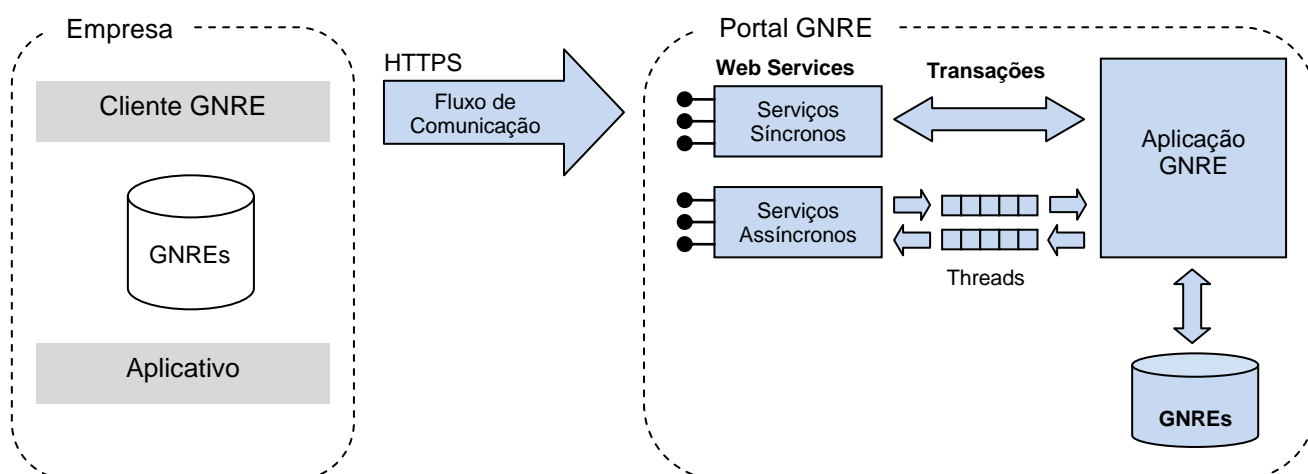 Empresa
Cliente GNRE
GNREs
Aplicativo
HTTPS
Fluxo de
Comunicação
Portal GNRE
Web Services
Transações
Serviços
Síncronos
Serviços
Assíncronos
Threads
Aplicação
GNRE
GNREs